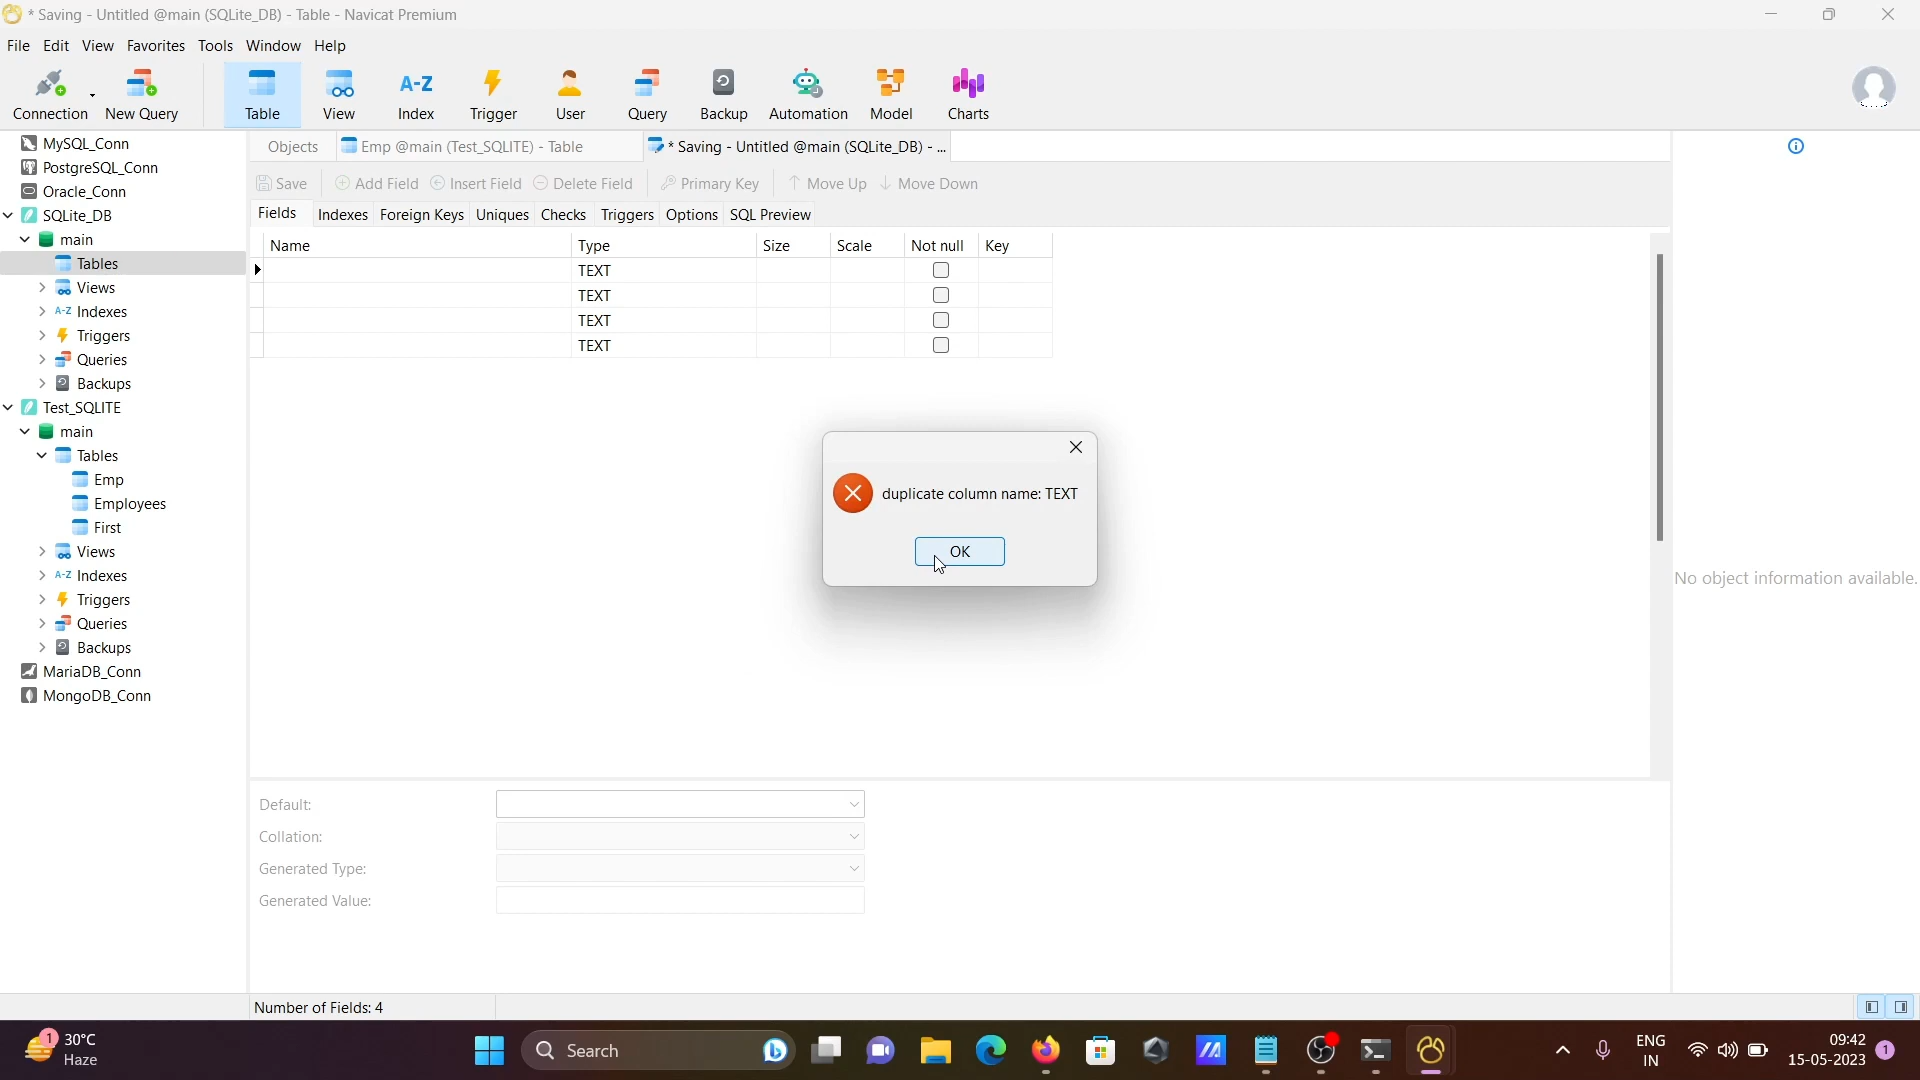 * Saving - Untitled @main (SQLite_DB) - Table - Navicat Premium
File Edit View Favorites Tools Window Help
Connection New Query Table View Index Trigger User Query Backup Automation Model Charts
Objects Emp @main (Test_SQLITE) - Table * Saving - Untitled @main (SQLite_DB) - ...
Save Add Field Insert Field Delete Field Primary Key Move Up Move Down
Fields Indexes Foreign Keys Uniques Checks Triggers Options SQL Preview
Name Type Size Scale Not null Key
TEXT
TEXT
TEXT
TEXT
MySQL_Conn
PostgreSQL_Conn
Oracle_Conn
SQLite_DB
main
Tables
Views
A-Z Indexes
Triggers
Queries
Backups
Test_SQLITE
main
Tables
Emp
Employees
First
Views
A-Z Indexes
Triggers
Queries
Backups
MariaDB_Conn
MongoDB_Conn
duplicate column name: TEXT
OK
No object information available.
Default:
Collation:
Generated Type:
Generated Value:
Number of Fields: 4
1 30°C
Haze
Search
ENG
IN
09:42
15-05-2023 1